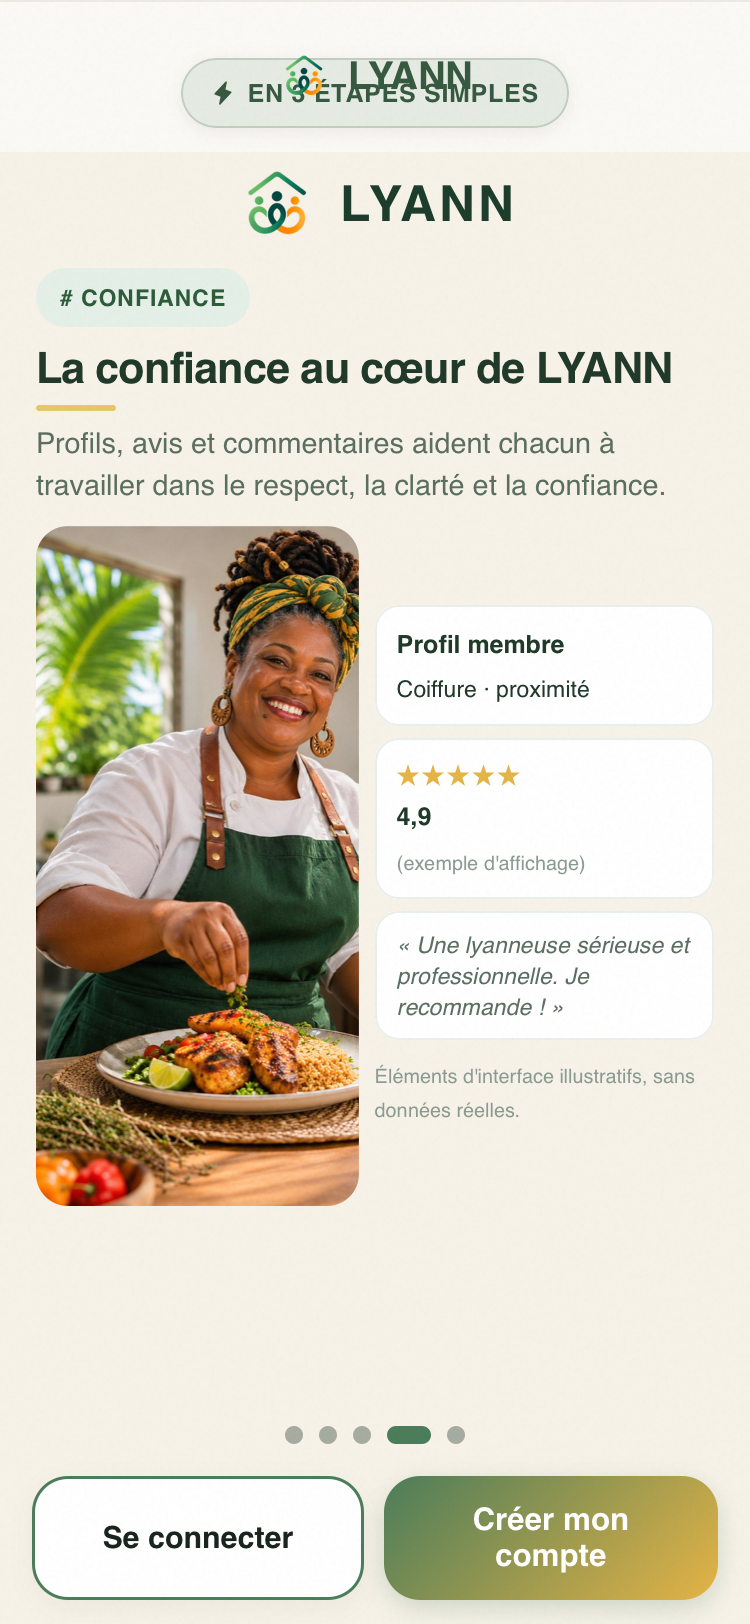 LYANN
EN 3 ÉTAPES SIMPLES
LYANN
# CONFIANCE
La confiance au cœur de LYANN
Profils, avis et commentaires aident chacun à
travailler dans le respect, la clarté et la confiance.
Profil membre
Coiffure · proximité
★★★★★
4,9
(exemple d'affichage)
« Une lyanneuse sérieuse et
professionnelle. Je
recommande ! »
Éléments d'interface illustratifs, sans
données réelles.
Se connecter
Créer mon
compte